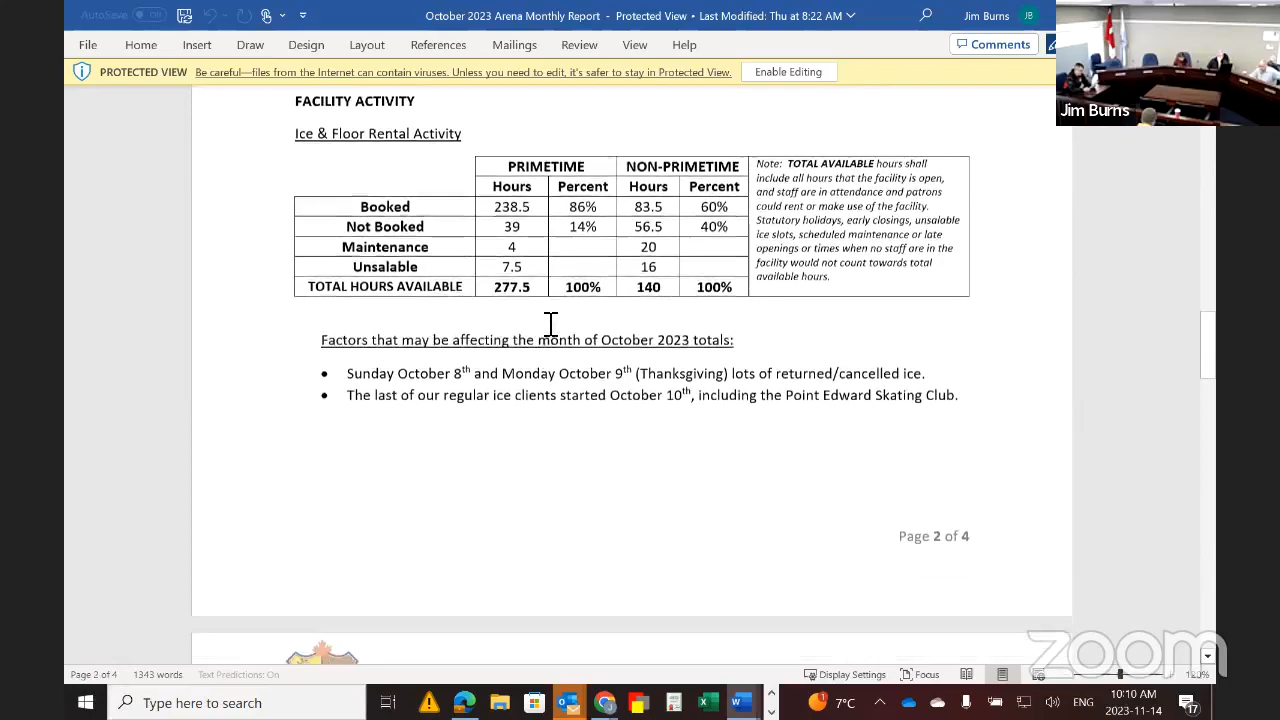 AutoSave Off
October 2023 Arena Monthly Report - Protected View • Last Modified: Thu at 8:22 AM
Jim Burns JB
File Home Insert Draw Design Layout References Mailings Review View Help Comments
PROTECTED VIEW Be careful—files from the Internet can contain viruses. Unless you need to edit, it's safer to stay in Protected View. Enable Editing
Jim Burns
FACILITY ACTIVITY
Ice & Floor Rental Activity
PRIMETIME NON-PRIMETIME
Hours Percent Hours Percent
Booked 238.5 86% 83.5 60%
Not Booked 39 14% 56.5 40%
Maintenance 4 20
Unsalable 7.5 16
TOTAL HOURS AVAILABLE 277.5 100% 140 100%
Note: TOTAL AVAILABLE hours shall
include all hours that the facility is open,
and staff are in attendance and patrons
could rent or make use of the facility.
Statutory holidays, early closings, unsalable
ice slots, scheduled maintenance or late
openings or times when no staff are in the
facility would not count towards total
available hours.
Factors that may be affecting the month of October 2023 totals:
• Sunday October 8th and Monday October 9th (Thanksgiving) lots of returned/cancelled ice.
• The last of our regular ice clients started October 10th, including the Point Edward Skating Club.
Page 2 of 4
zoom
Page 2 of 4 1343 words Text Predictions: On Display Settings Focus
Type here to search
1 7°C ENG 10:10 AM
2023-11-14 17